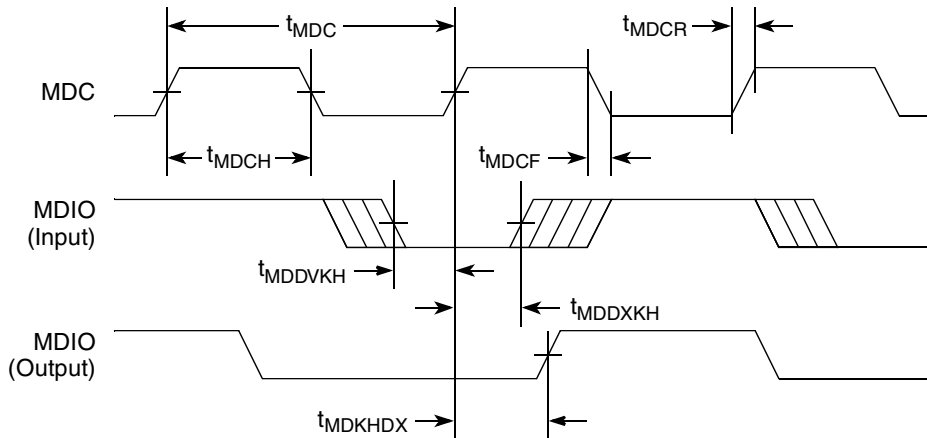 tMDC
tMDCR
MDC
tMDCH
tMDCF
MDIO
(Input)
tMDDVKH
tMDDXKH
MDIO
(Output)
tMDKHDX